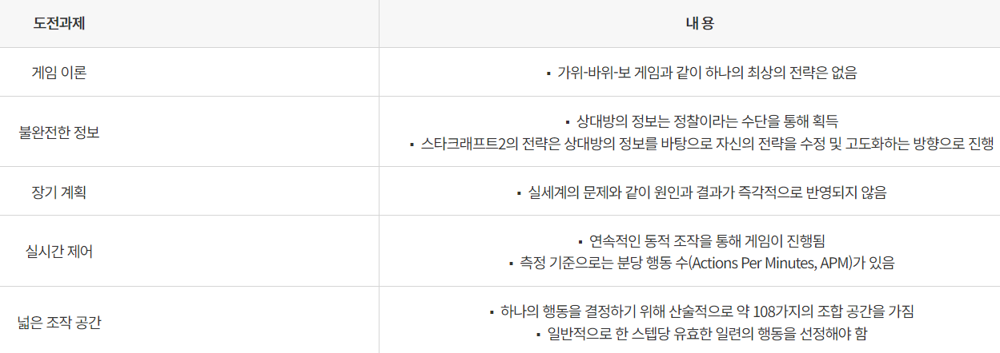 도전과제 내 용
게임 이론 ▪ 가위-바위-보 게임과 같이 하나의 최상의 전략은 없음
불완전한 정보 ▪ 상대방의 정보는 정찰이라는 수단을 통해 획득
▪ 스타크래프트2의 전략은 상대방의 정보를 바탕으로 자신의 전략을 수정 및 고도화하는 방향으로 진행
장기 계획 ▪ 실세계의 문제와 같이 원인과 결과가 즉각적으로 반영되지 않음
실시간 제어 ▪ 연속적인 동적 조작을 통해 게임이 진행됨
▪ 측정 기준으로는 분당 행동 수(Actions Per Minutes, APM)가 있음
넓은 조작 공간 ▪ 하나의 행동을 결정하기 위해 산술적으로 약 108가지의 조합 공간을 가짐
▪ 일반적으로 한 스텝당 유효한 일련의 행동을 선정해야 함